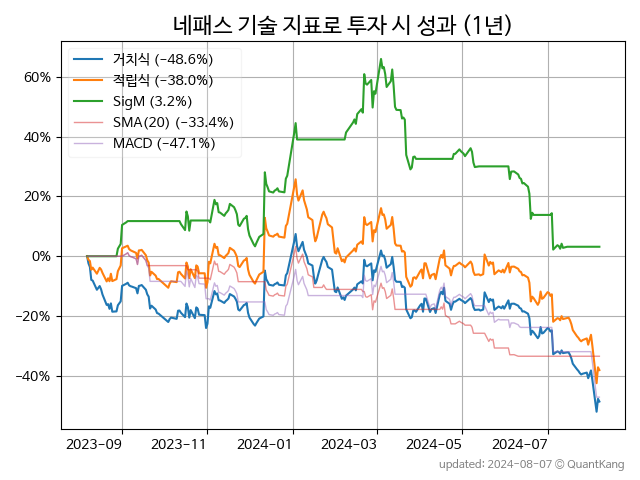 네패스 기술 지표로 투자 시 성과 (1년)
거치식 (−48.6%)
적립식 (−38.0%)
SigM (3.2%)
SMA(20) (−33.4%)
MACD (−47.1%)
60%
40%
20%
0%
−20%
−40%
2023-09 2023-11 2024-01 2024-03 2024-05 2024-07
updated: 2024-08-07 © QuantKang